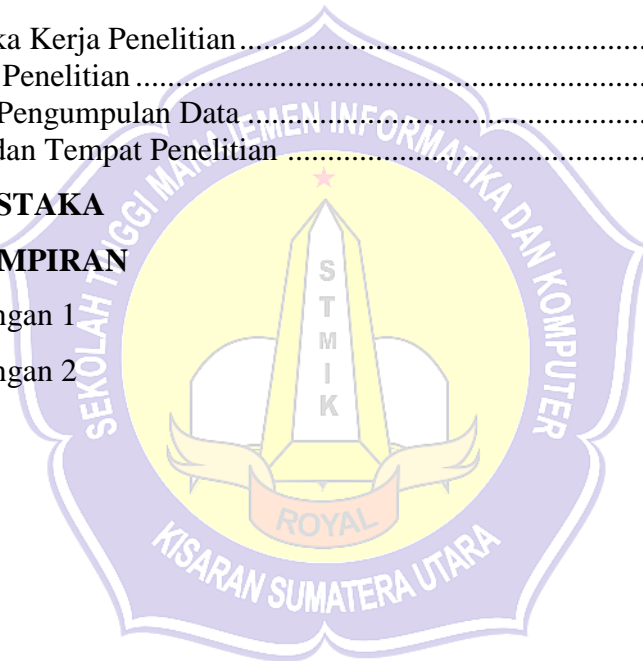 ka Kerja Penelitian........................................................
Penelitian........................................................
Pengumpulan Data........................................................
dan Tempat Penelitian........................................................
STAKA
MPIRAN
ngan 1
ngan 2
SEKOLAH TINGGI MANAJEMEN INFORMATIKA DAN KOMPUTER
S
T
M
I
K
ROYAL
KISARAN SUMATERA UTARA